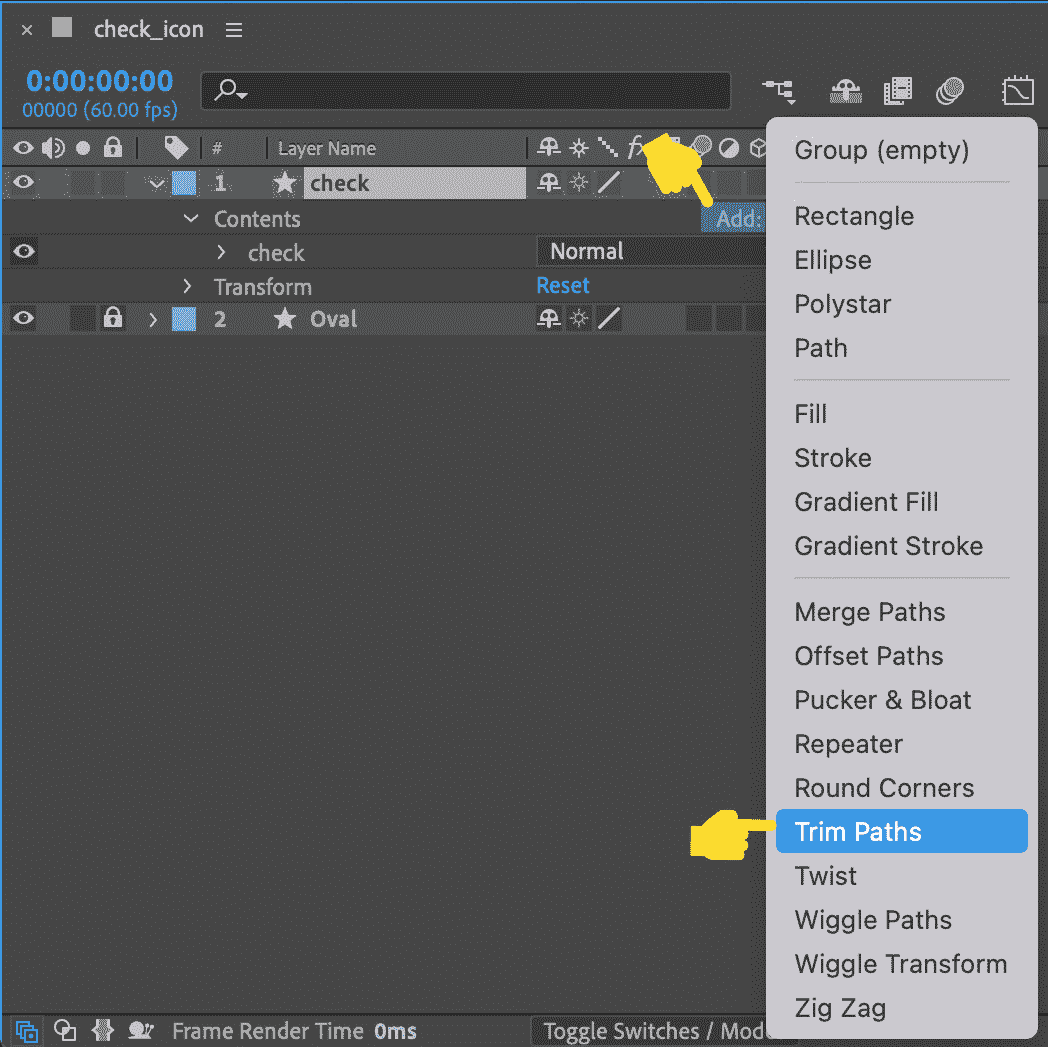 check_icon
0:00:00:00
00000 (60.00 fps)
# Layer Name fx
1 check
Contents Add:
check Normal
Transform Reset
2 Oval
Group (empty)
Rectangle
Ellipse
Polystar
Path
Fill
Stroke
Gradient Fill
Gradient Stroke
Merge Paths
Offset Paths
Pucker & Bloat
Repeater
Round Corners
Trim Paths
Twist
Wiggle Paths
Wiggle Transform
Zig Zag
Frame Render Time 0ms Toggle Switches / Mod